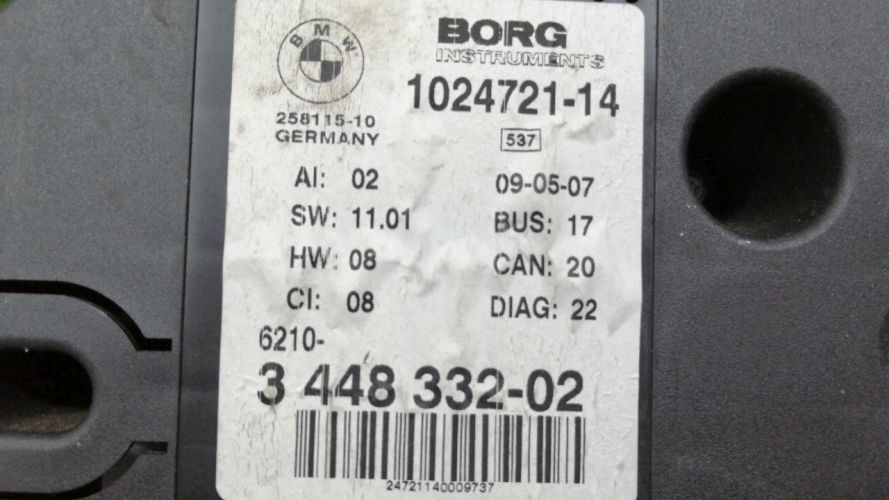 BMW
BORG
INSTRUMENTS
1024721-14
258115-10
GERMANY
537
AI: 02
09-05-07
SW: 11.01
BUS: 17
HW: 08
CAN: 20
CI: 08
DIAG: 22
6210-
3 448 332-02
24721140009737